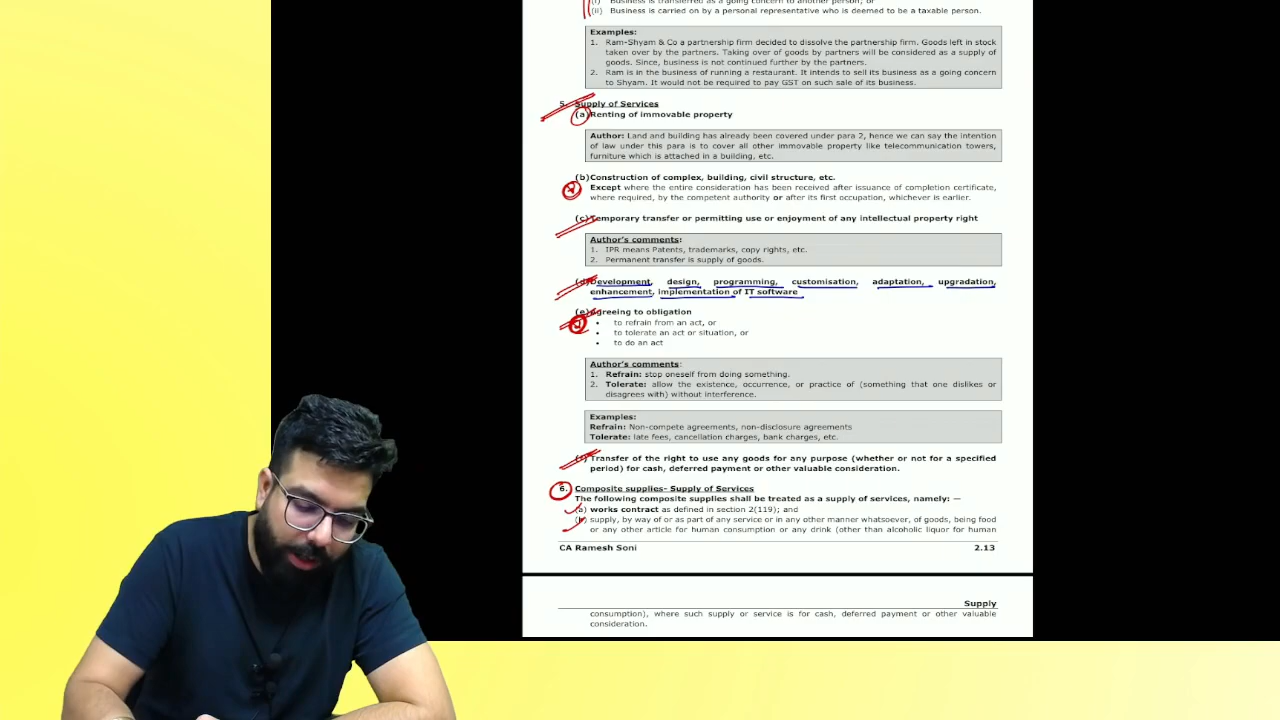 (i) Business is transferred as a going concern to another person; or
(ii) Business is carried on by a personal representative who is deemed to be a taxable person.
Examples:
1. Ram-Shyam & Co a partnership firm decided to dissolve the partnership firm. Goods left in stock
taken over by the partners. Taking over of goods by partners will be considered as a supply of
goods. Since, business is not continued further by the partners.
2. Ram is in the business of running a restaurant. It intends to sell its business as a going concern
to Shyam. It would not be required to pay GST on such sale of its business.
5. Supply of Services
(a) Renting of immovable property
Author: Land and building has already been covered under para 2, hence we can say the intention
of law under this para is to cover all other immovable property like telecommunication towers,
furniture which is attached in a building, etc.
(b) Construction of complex, building, civil structure, etc.
Except where the entire consideration has been received after issuance of completion certificate,
where required, by the competent authority or after its first occupation, whichever is earlier.
(c) Temporary transfer or permitting use or enjoyment of any intellectual property right
Author's comments:
1. IPR means Patents, trademarks, copy rights, etc.
2. Permanent transfer is supply of goods.
(d) Development, design, programming, customisation, adaptation, upgradation,
enhancement, implementation of IT software
(e) Agreeing to obligation
• to refrain from an act, or
• to tolerate an act or situation, or
• to do an act
Author's comments:
1. Refrain: stop oneself from doing something.
2. Tolerate: allow the existence, occurrence, or practice of (something that one dislikes or
disagrees with) without interference.
Examples:
Refrain: Non-compete agreements, non-disclosure agreements
Tolerate: late fees, cancellation charges, bank charges, etc.
(f) Transfer of the right to use any goods for any purpose (whether or not for a specified
period) for cash, deferred payment or other valuable consideration.
6. Composite supplies- Supply of Services
The following composite supplies shall be treated as a supply of services, namely: —
(a) works contract as defined in section 2(119); and
(b) supply, by way of or as part of any service or in any other manner whatsoever, of goods, being food
or any other article for human consumption or any drink (other than alcoholic liquor for human
CA Ramesh Soni 2.13
Supply
consumption), where such supply or service is for cash, deferred payment or other valuable
consideration.